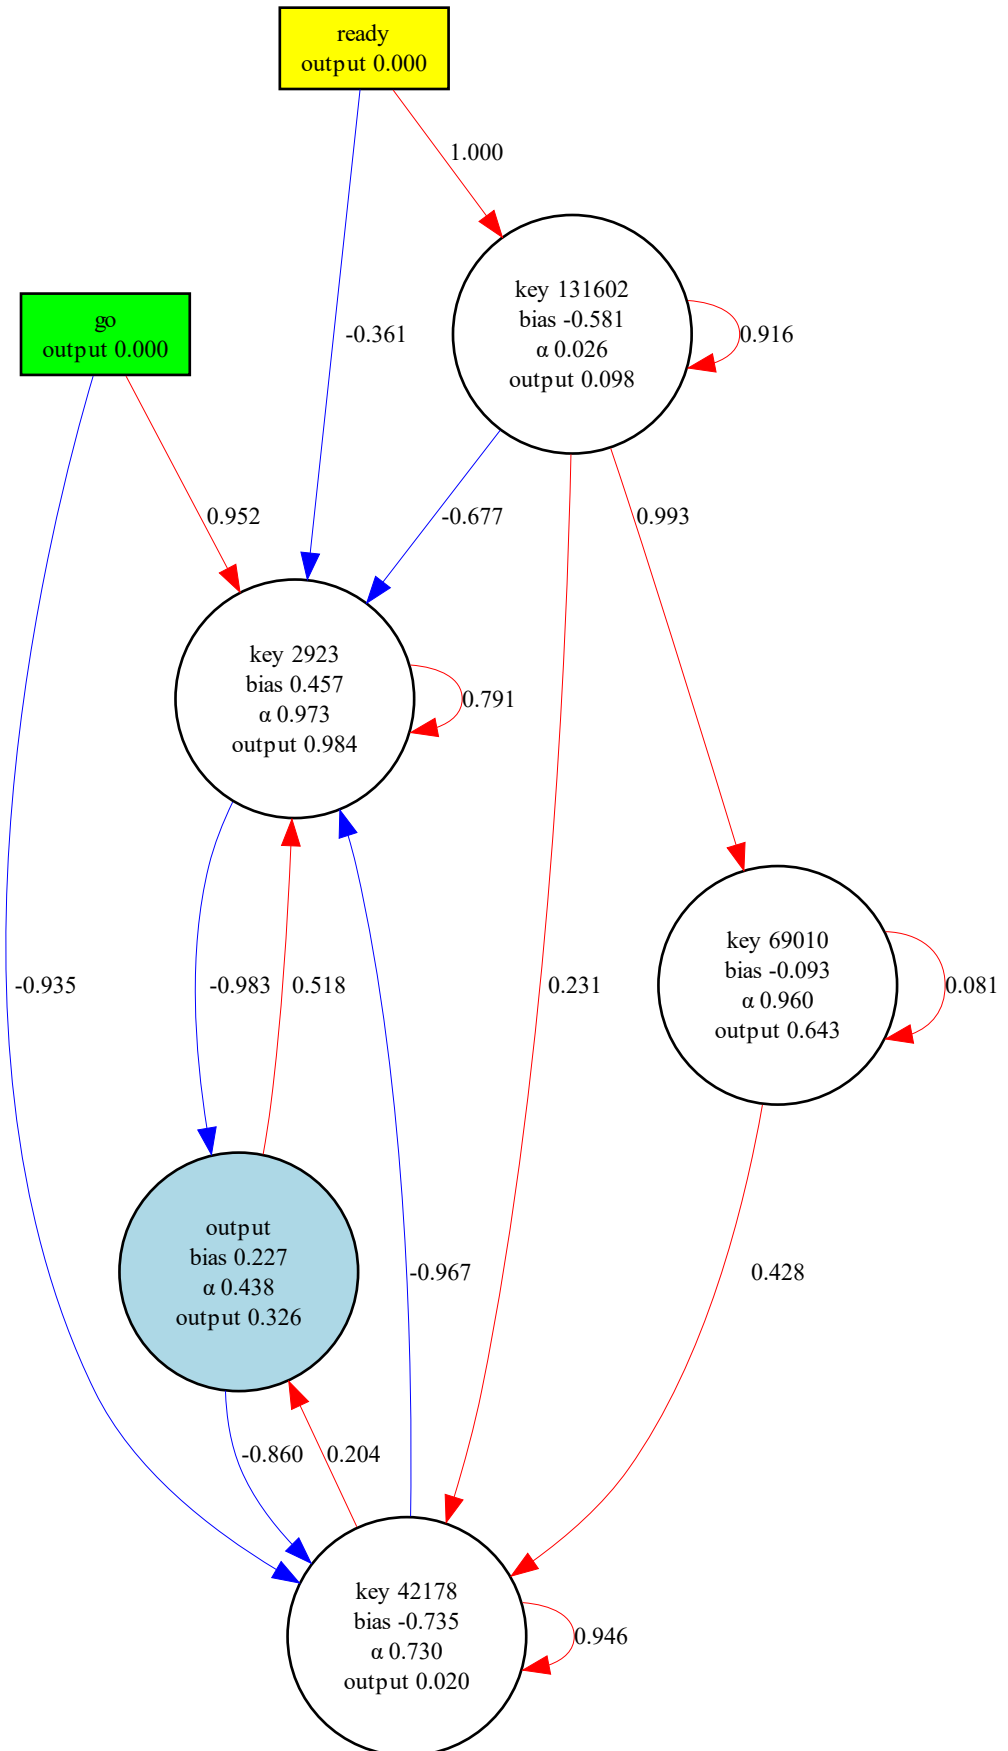 ready
output 0.000
1.000
key 131602
bias -0.581
α 0.026
output 0.098
0.916
go
output 0.000
-0.361
0.952
-0.677
0.993
key 2923
bias 0.457
α 0.973
output 0.984
0.791
key 69010
bias -0.093
α 0.960
output 0.643
0.081
-0.935
-0.983
0.518
0.231
output
bias 0.227
α 0.438
output 0.326
-0.967
0.428
-0.860
0.204
key 42178
bias -0.735
α 0.730
output 0.020
0.946